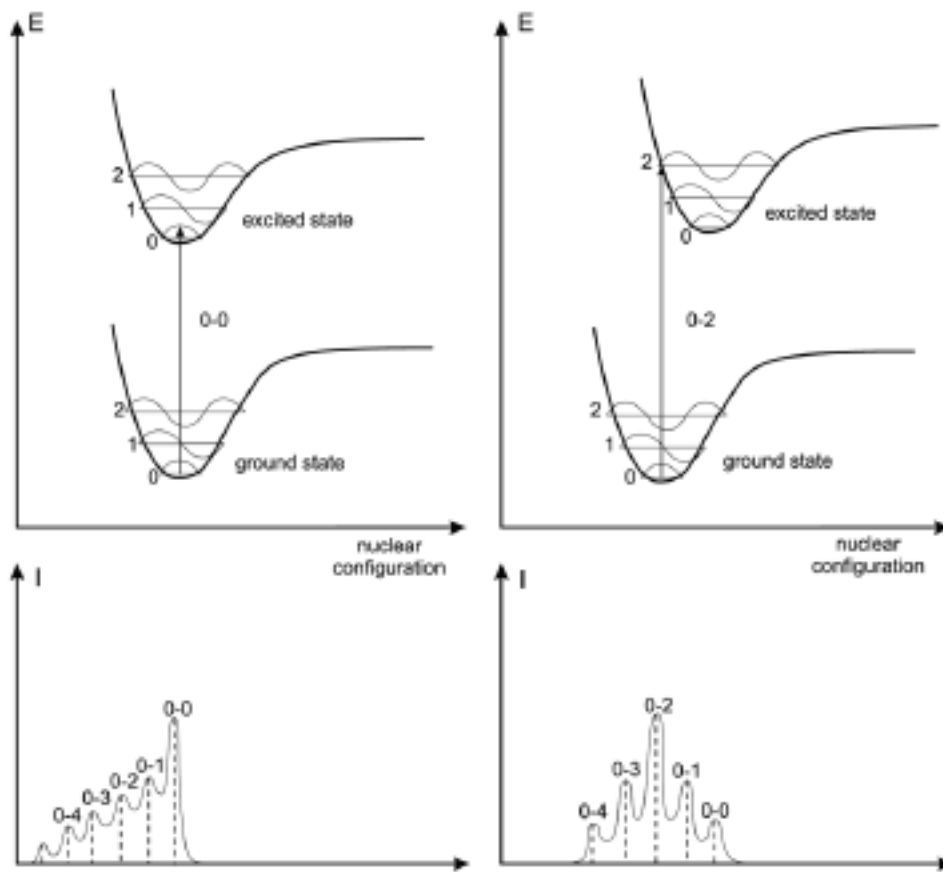 E
2
1
0
excited state
0-0
2
1
0
ground state
nuclear
configuration
E
2
1
0
excited state
0-2
2
1
0
ground state
nuclear
configuration
I
0-0
0-1
0-2
0-3
0-4
I
0-2
0-3
0-1
0-4
0-0